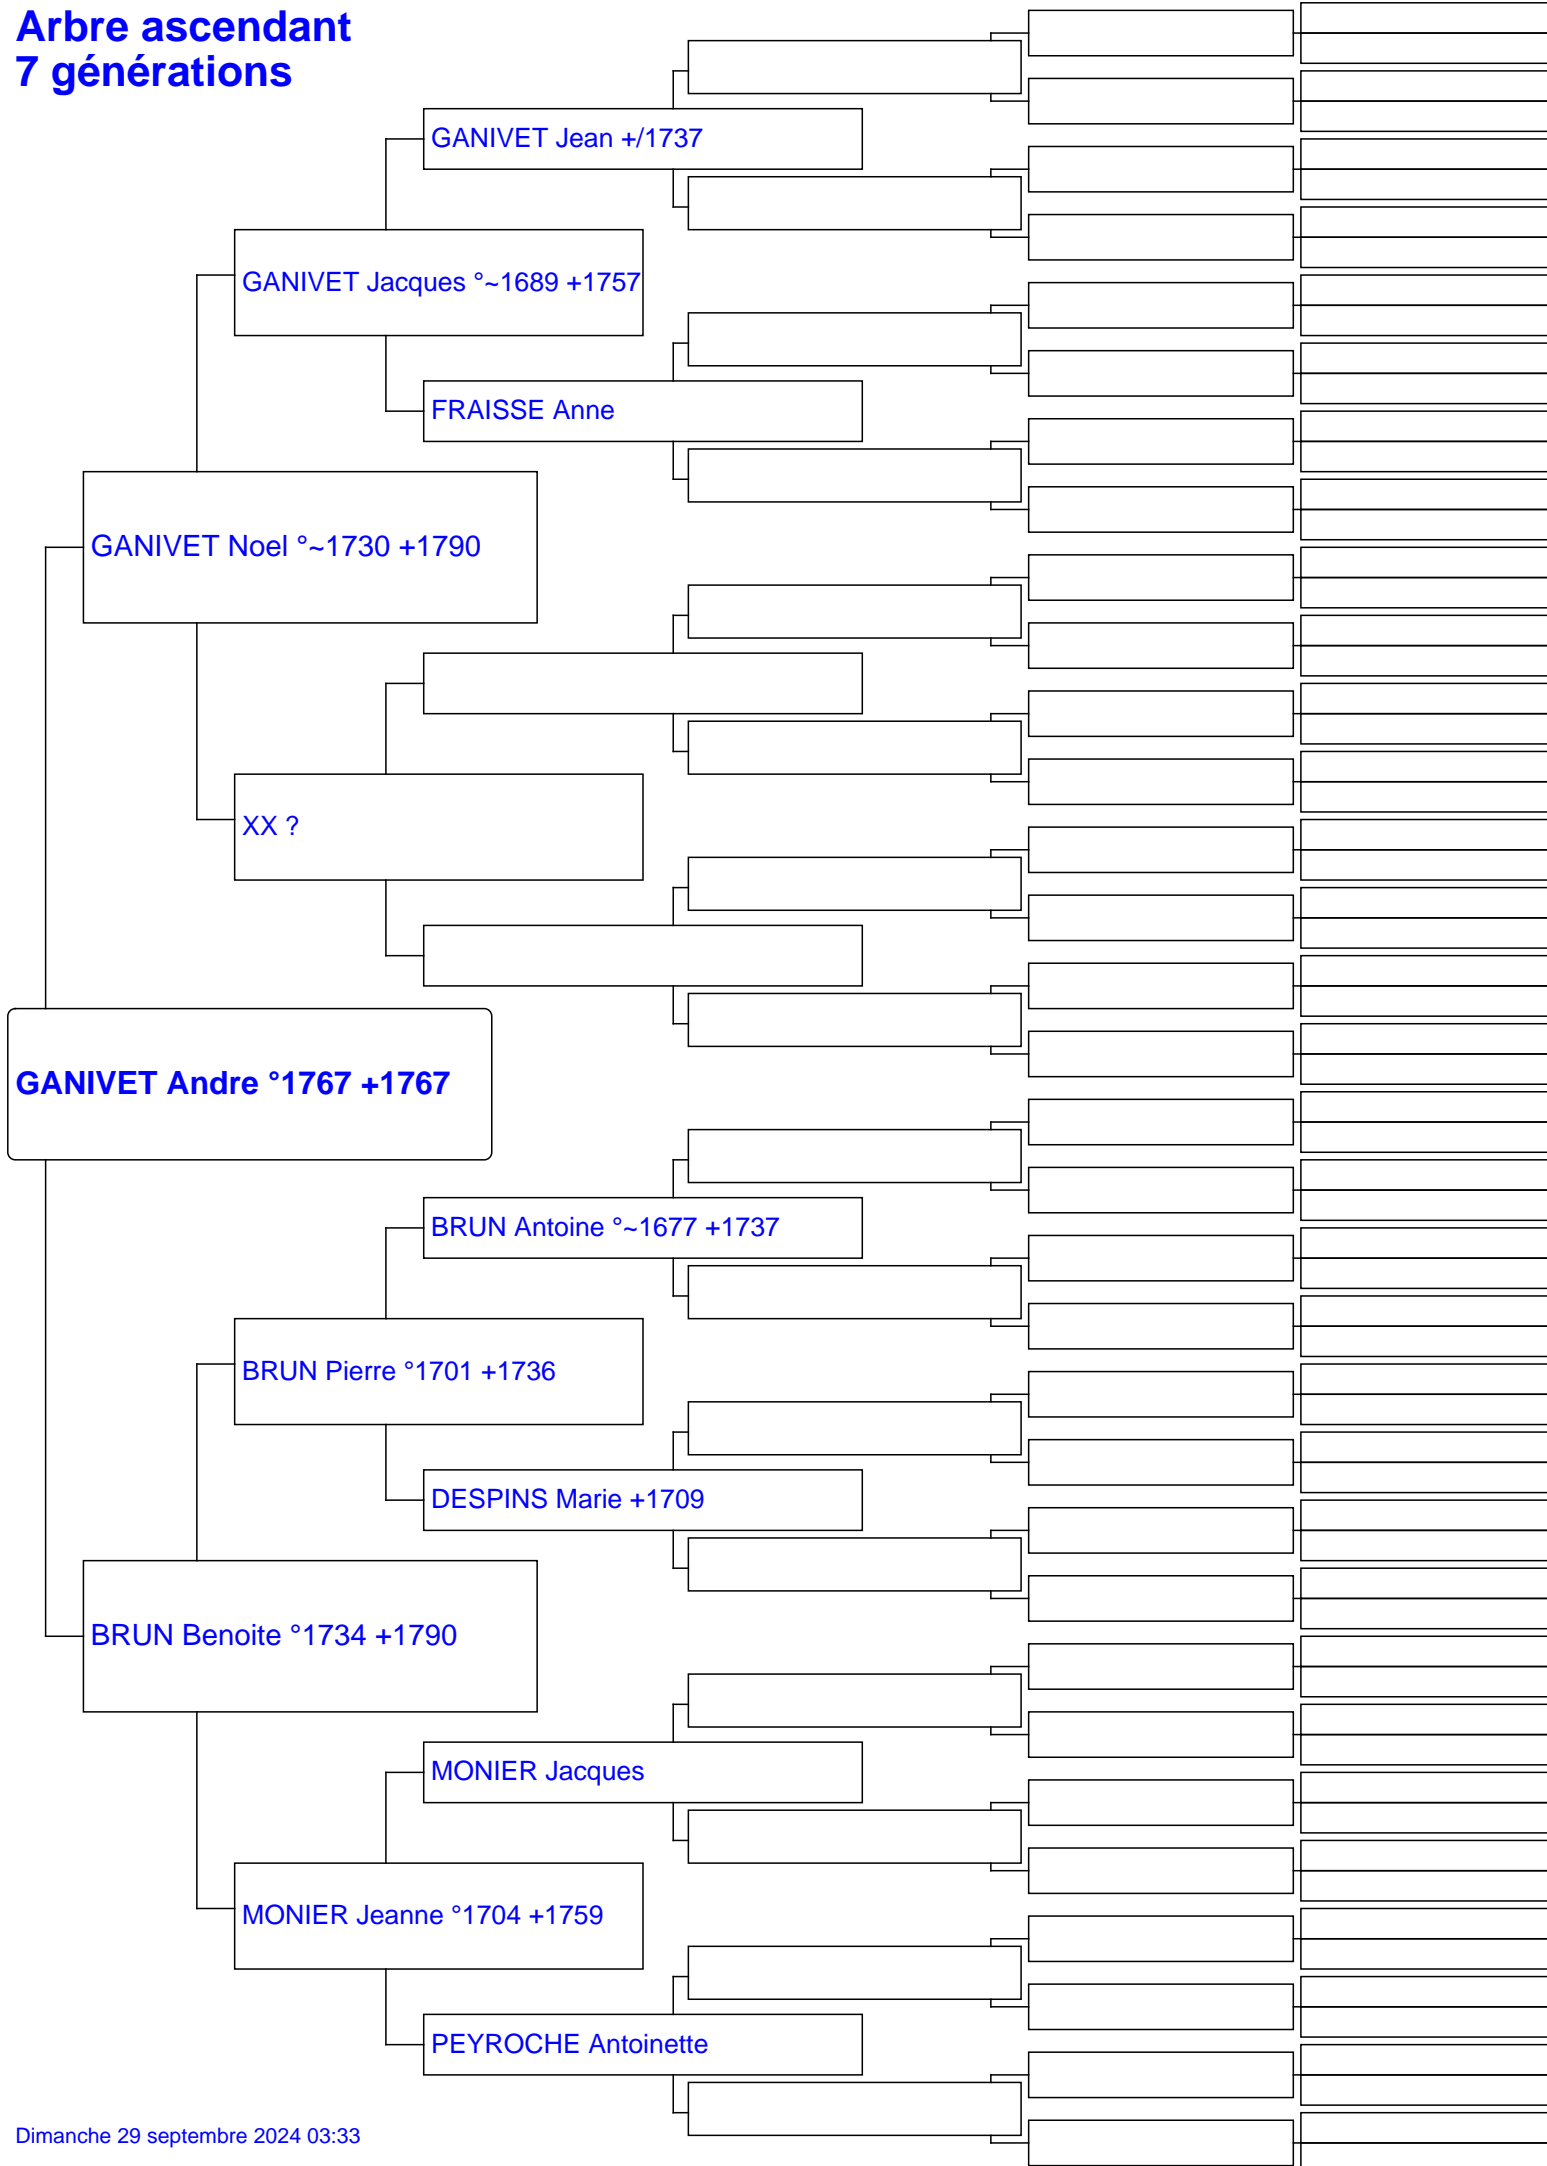 Arbre ascendant
7 générations
GANIVET Jean +/1737
GANIVET Jacques °~1689 +1757
FRAISSE Anne
GANIVET Noel °~1730 +1790
XX ?
GANIVET Andre °1767 +1767
BRUN Antoine °~1677 +1737
BRUN Pierre °1701 +1736
DESPINS Marie +1709
BRUN Benoite °1734 +1790
MONIER Jacques
MONIER Jeanne °1704 +1759
PEYROCHE Antoinette
Dimanche 29 septembre 2024 03:33